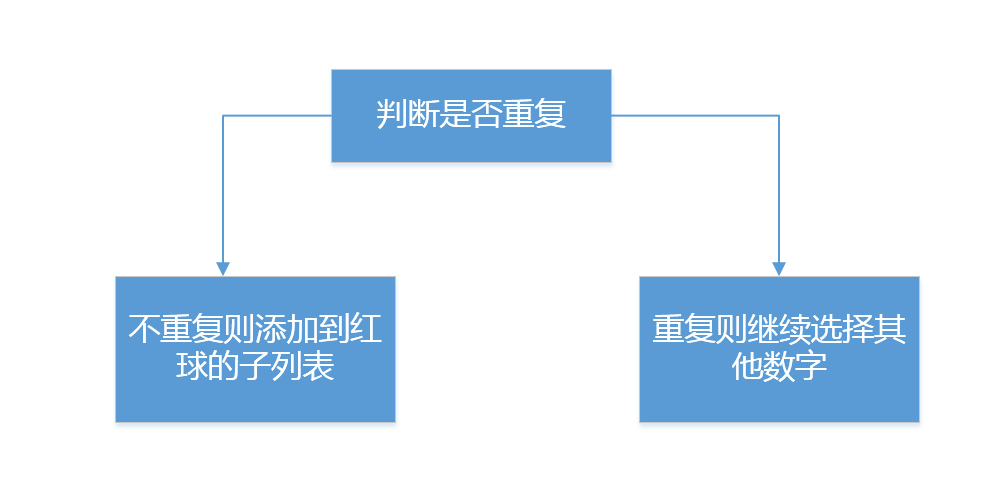 判断是否重复
不重复则添加到红
球的子列表
重复则继续选择其
他数字